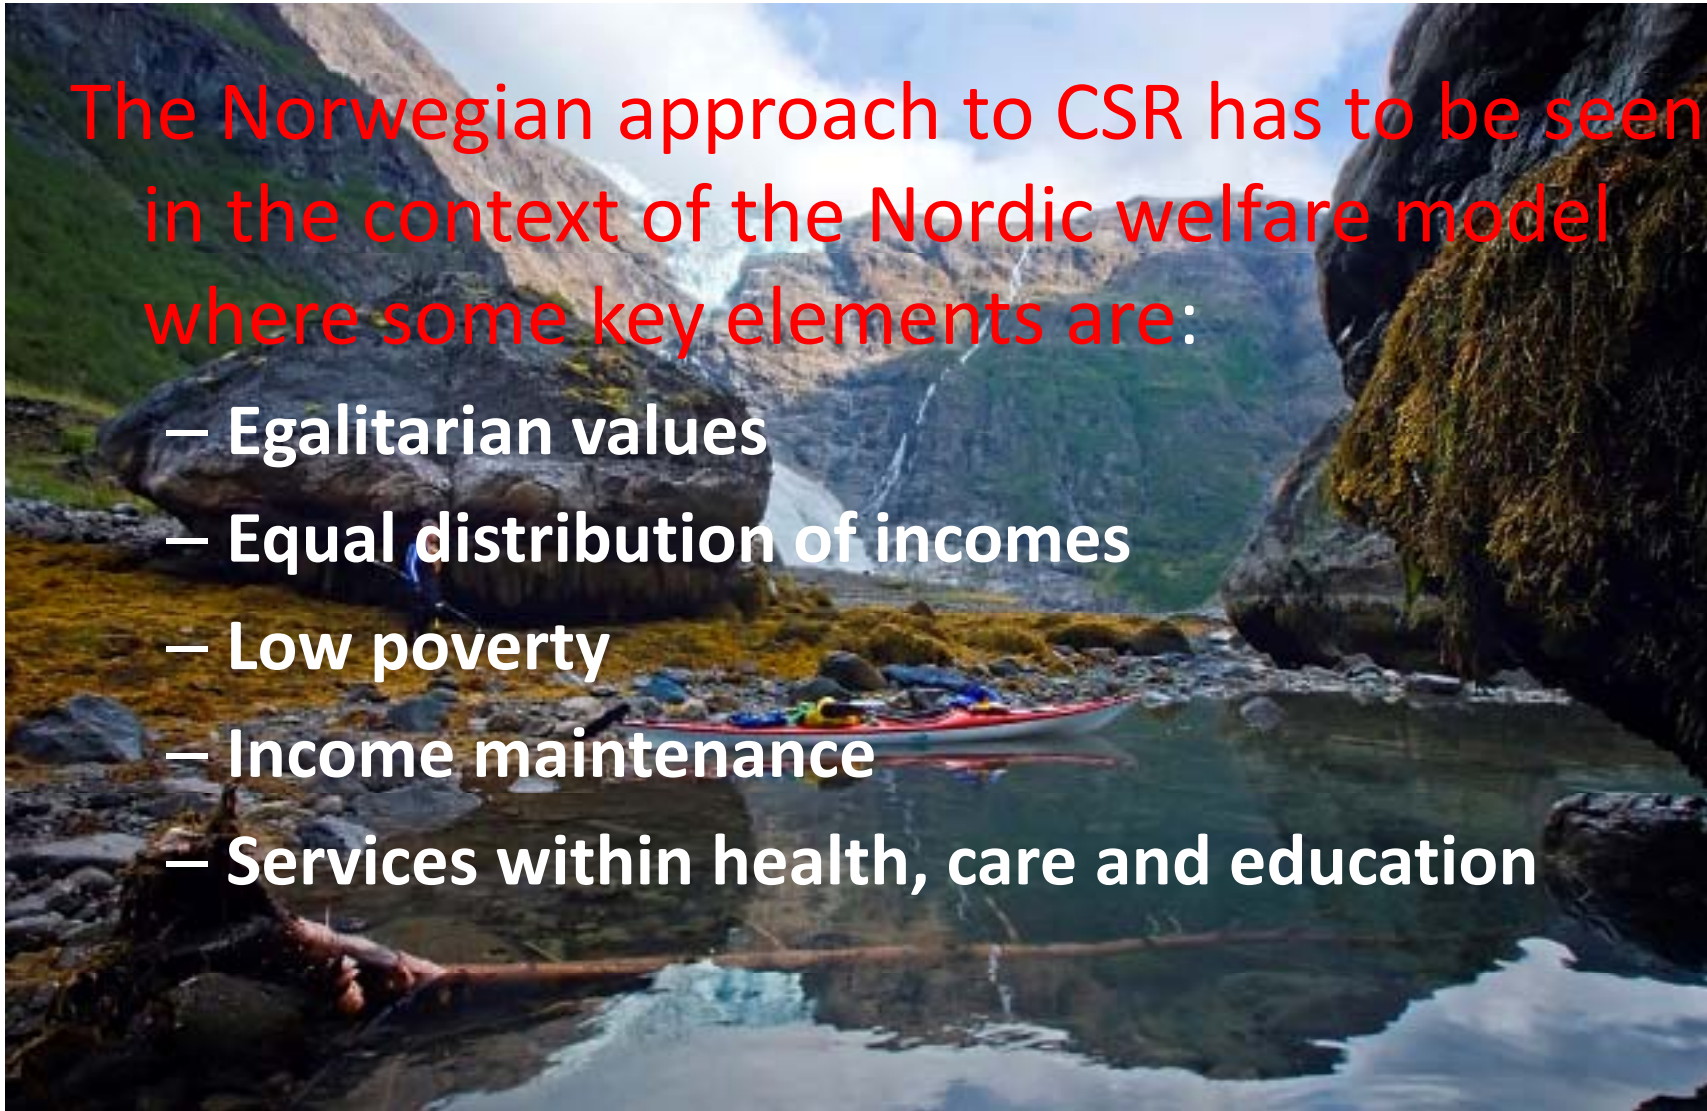 The Norwegian approach to CSR has to be seen
in the context of the Nordic welfare model
where some key elements are:
– Egalitarian values
– Equal distribution of incomes
– Low poverty
– Income maintenance
– Services within health, care and education